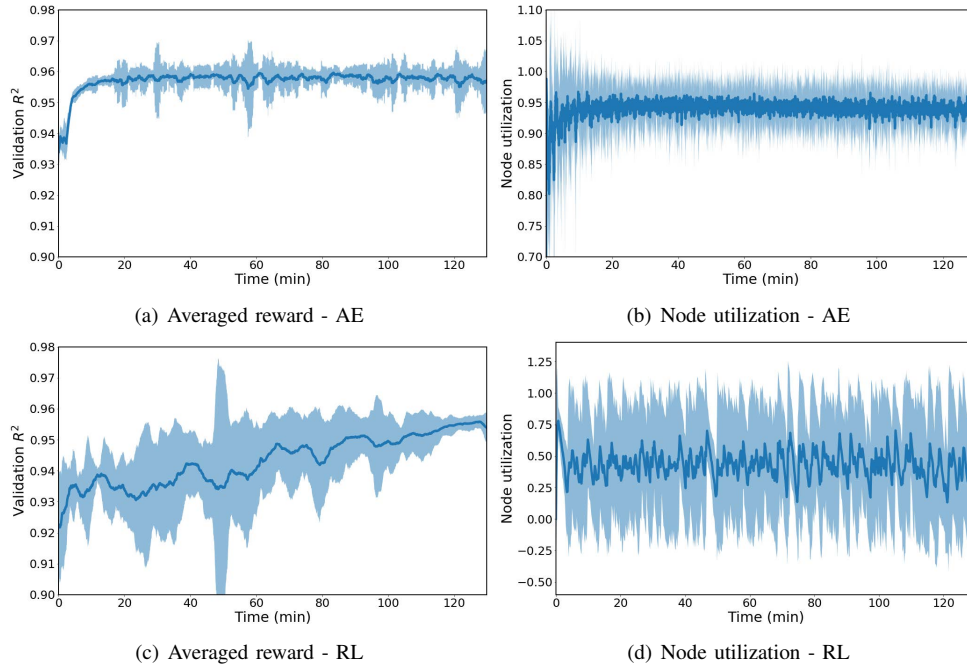 0.98
0.97
0.96
0.95
0.94
0.93
0.92
0.91
0.90
Validation R²
0 20 40 60 80 100 120
Time (min)
(a) Averaged reward - AE
1.10
1.05
1.00
0.95
0.90
0.85
0.80
0.75
0.70
Node utilization
0 20 40 60 80 100 120
Time (min)
(b) Node utilization - AE
0.98
0.97
0.96
0.95
0.94
0.93
0.92
0.91
0.90
Validation R²
0 20 40 60 80 100 120
Time (min)
(c) Averaged reward - RL
1.25
1.00
0.75
0.50
0.25
0.00
−0.25
−0.50
Node utilization
0 20 40 60 80 100 120
Time (min)
(d) Node utilization - RL